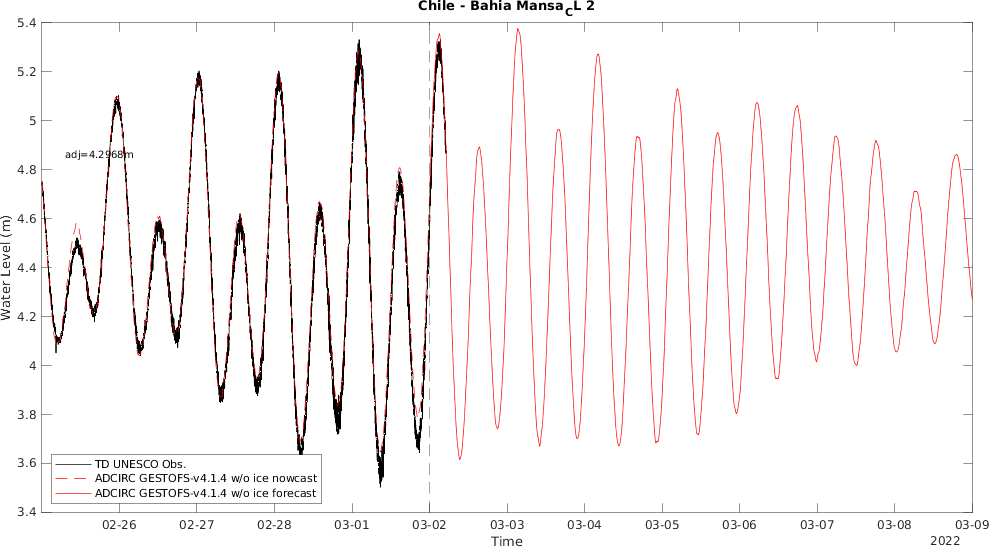 Chile - Bahia Mansa_CL 2
5.4
5.2
5
4.8
4.6
4.4
4.2
4
3.8
3.6
3.4
Water Level (m)
adj=4.2968m
TD UNESCO Obs.
ADCIRC GESTOFS-v4.1.4 w/o ice nowcast
ADCIRC GESTOFS-v4.1.4 w/o ice forecast
02-26 02-27 02-28 03-01 03-02 03-03 03-04 03-05 03-06 03-07 03-08 03-09
Time
2022